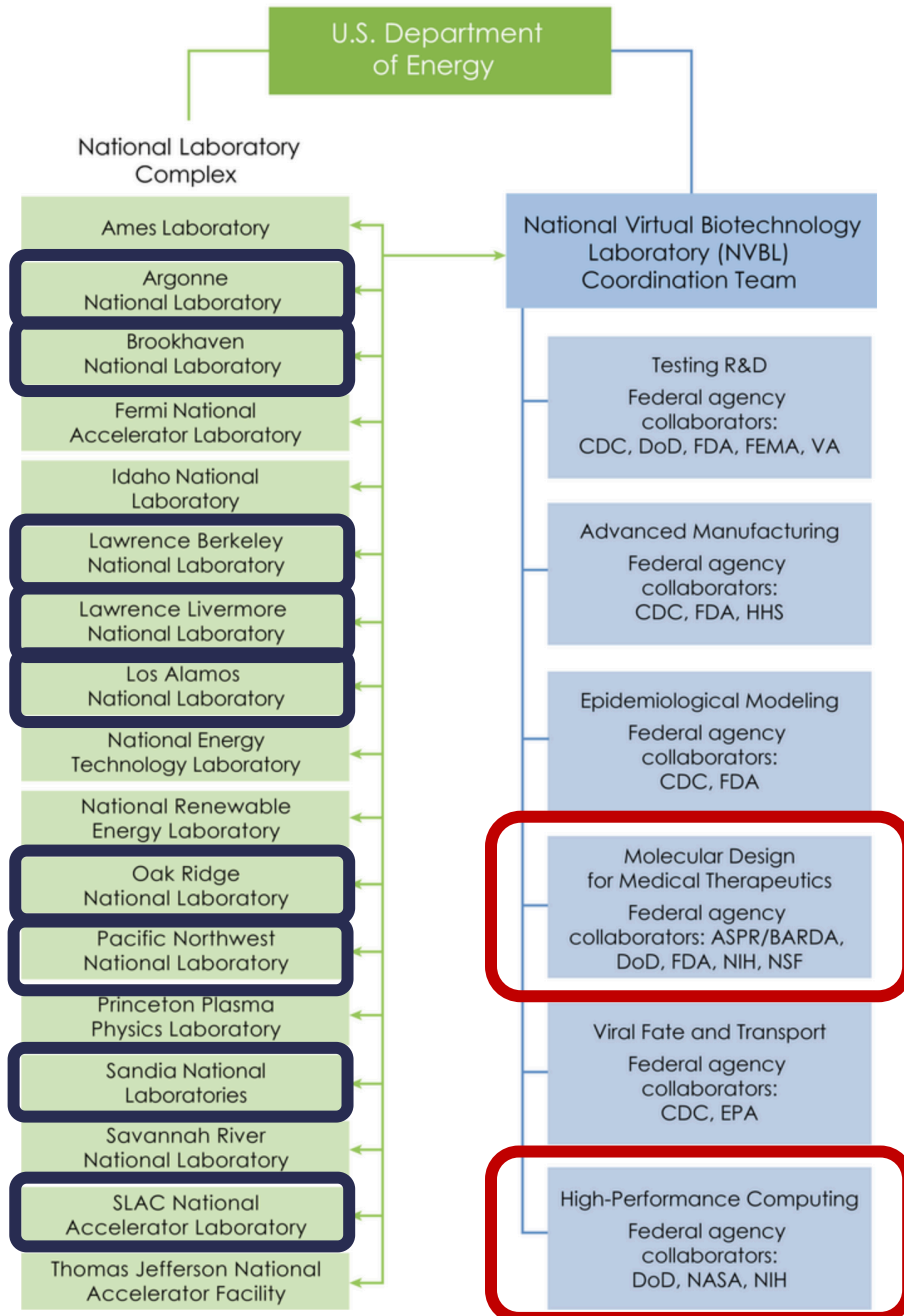 U.S. Department
of Energy
National Laboratory
Complex
Ames Laboratory
Argonne
National Laboratory
Brookhaven
National Laboratory
Fermi National
Accelerator Laboratory
Idaho National
Laboratory
Lawrence Berkeley
National Laboratory
Lawrence Livermore
National Laboratory
Los Alamos
National Laboratory
National Energy
Technology Laboratory
National Renewable
Energy Laboratory
Oak Ridge
National Laboratory
Pacific Northwest
National Laboratory
Princeton Plasma
Physics Laboratory
Sandia National
Laboratories
Savannah River
National Laboratory
SLAC National
Accelerator Laboratory
Thomas Jefferson National
Accelerator Facility
National Virtual Biotechnology
Laboratory (NVBL)
Coordination Team
Testing R&D
Federal agency
collaborators:
CDC, DoD, FDA, FEMA, VA
Advanced Manufacturing
Federal agency
collaborators:
CDC, FDA, HHS
Epidemiological Modeling
Federal agency
collaborators:
CDC, FDA
Molecular Design
for Medical Therapeutics
Federal agency
collaborators: ASPR/BARDA,
DoD, FDA, NIH, NSF
Viral Fate and Transport
Federal agency
collaborators:
CDC, EPA
High-Performance Computing
Federal agency
collaborators:
DoD, NASA, NIH